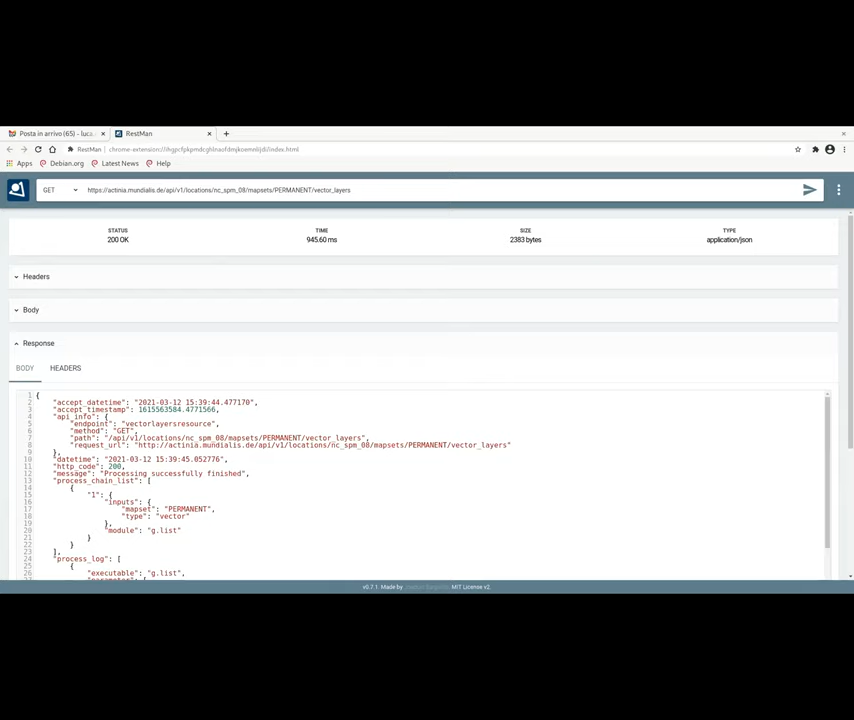 Posta in arrivo (65) – luca.
RestMan
RestMan chrome-extension://ihgpcfpkpmdcghlnaofdmjkoemnlijdi/index.html
Apps Debian.org Latest News Help
GET https://actinia.mundialis.de/api/v1/locations/nc_spm_08/mapsets/PERMANENT/vector_layers
STATUS TIME SIZE TYPE
200 OK 945.60 ms 2383 bytes application/json
Headers
Body
Response
BODY HEADERS
1 {
2 "accept_datetime": "2021-03-12 15:39:44.477170",
3 "accept_timestamp": 1615563584.4771566,
4 "api_info": {
5 "endpoint": "vectorlayersresource",
6 "method": "GET",
7 "path": "/api/v1/locations/nc_spm_08/mapsets/PERMANENT/vector_layers",
8 "request_url": "http://actinia.mundialis.de/api/v1/locations/nc_spm_08/mapsets/PERMANENT/vector_layers"
9 },
10 "datetime": "2021-03-12 15:39:45.052776",
11 "http_code": 200,
12 "message": "Processing successfully finished",
13 "process_chain_list": [
14 {
15 "1": {
16 "inputs": {
17 "mapset": "PERMANENT",
18 "type": "vector"
19 },
20 "module": "g.list"
21 }
22 }
23 ],
24 "process_log": [
25 {
26 "executable": "g.list",
27 "parameter": [
v0.7.1 Made by MIT License v2.